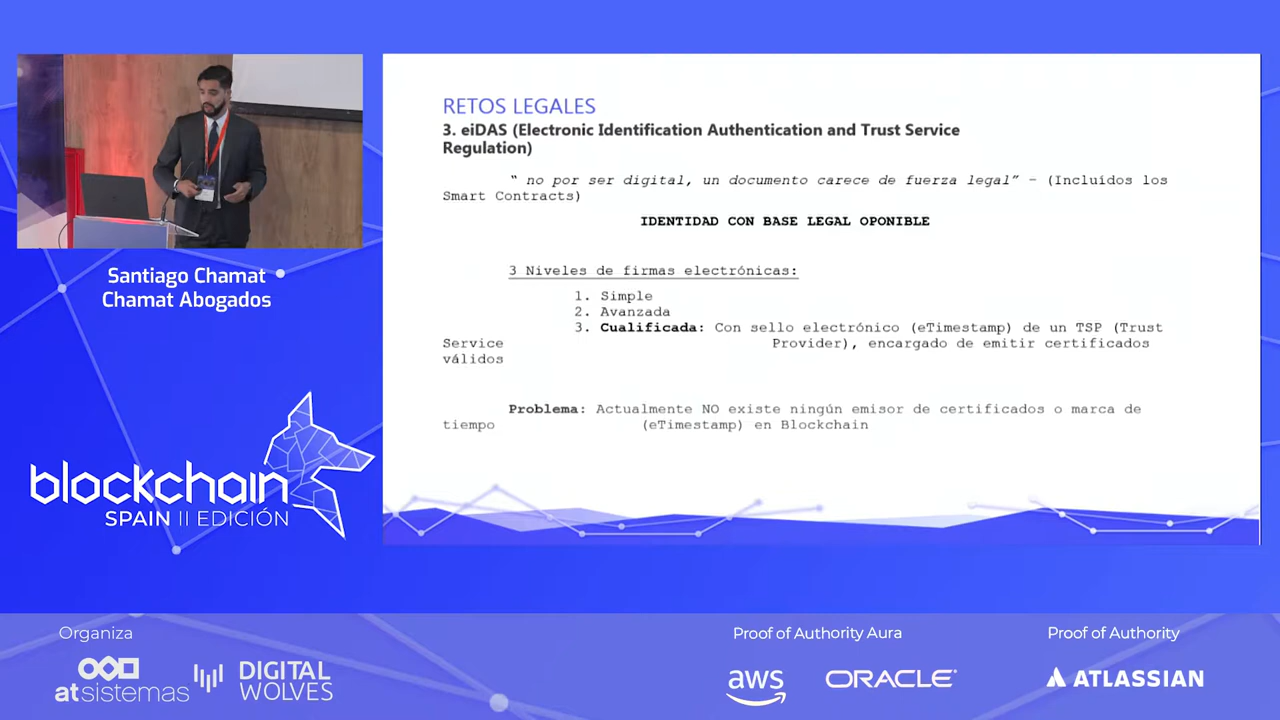 Santiago Chamat
Chamat Abogados
blockchain
SPAIN II EDICIÓN
RETOS LEGALES
3. eiDAS (Electronic Identification Authentication and Trust Service
Regulation)
“ no por ser digital, un documento carece de fuerza legal” – (Incluídos los
Smart Contracts)
IDENTIDAD CON BASE LEGAL OPONIBLE
3 Niveles de firmas electrónicas:
1. Simple
2. Avanzada
3. Cualificada: Con sello electrónico (eTimestamp) de un TSP (Trust
Service Provider), encargado de emitir certificados
válidos
Problema: Actualmente NO existe ningún emisor de certificados o marca de
tiempo (eTimestamp) en Blockchain
Organiza
atsistemas
DIGITAL
WOLVES
Proof of Authority Aura
aws
ORACLE
Proof of Authority
ATLASSIAN